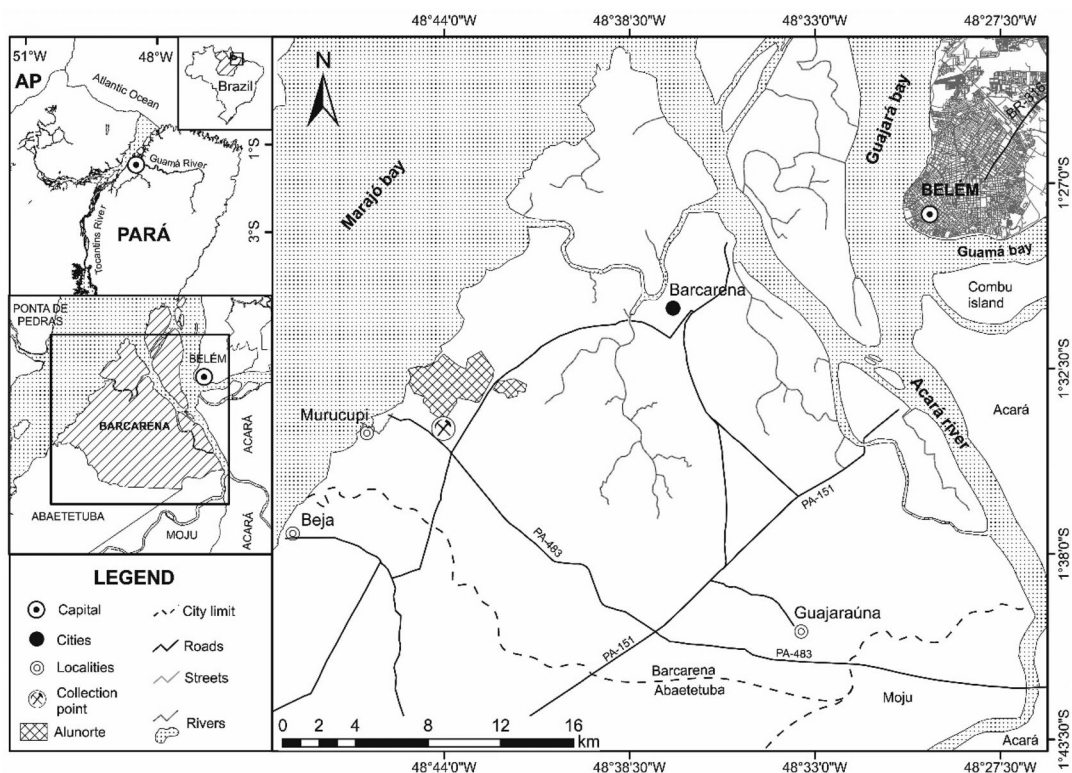 48°44'0"W
48°38'30"W
48°33'0"W
48°27'30"W
51°W
48°W
AP
Atlantic Ocean
Brazil
1°S
Guamá River
Tocantins River
PARÁ
3°S
PONTA DE
PEDRAS
BELÉM
BARCARENA
ACARÁ
ABAETETUBA
MOJU
ACARÁ
LEGEND
Capital
City limit
Cities
Roads
Localities
Streets
Collection
point
Rivers
Alunorte
N
Marajó bay
Guajará bay
BR-316
BELÉM
Guamá bay
Combu
island
Barcarena
Acará river
Acará
Murucupi
Beja
PA-151
PA-483
Guajaraúna
PA-151
PA-483
Barcarena
Abaetetuba
Moju
Acará
0 2 4 8 12 16
km
1°27'0"S
1°32'30"S
1°38'0"S
1°43'30"S
48°44'0"W
48°38'30"W
48°33'0"W
48°27'30"W